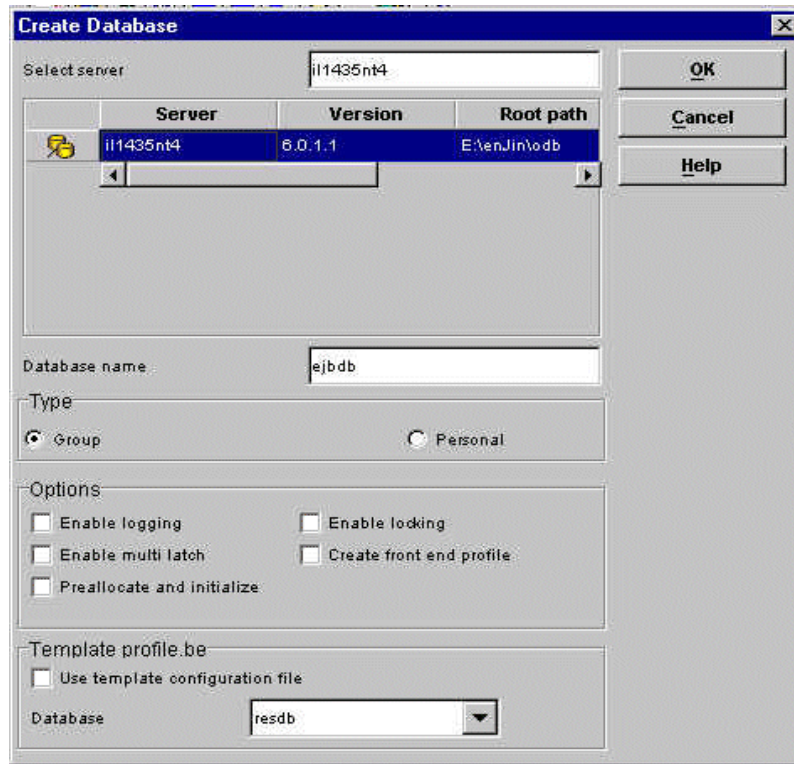 Create Database
Select server
il1435nt4
OK
Server Version Root path
Cancel
il1435nt4 6.0.1.1 E:\enJin\odb
Help
Database name
ejbdb
Type
Group Personal
Options
Enable logging Enable locking
Enable multi latch Create front end profile
Preallocate and initialize
Template profile.be
Use template configuration file
Database resdb